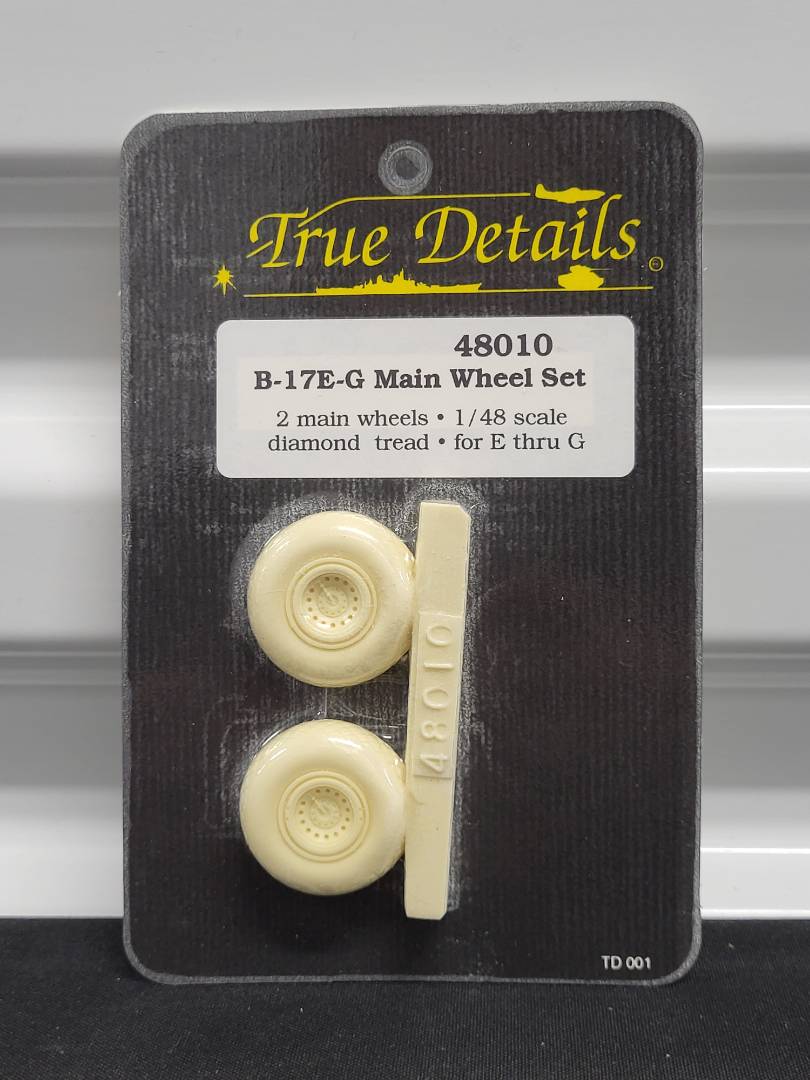 True Details
48010
B-17E-G Main Wheel Set
2 main wheels • 1/48 scale
diamond tread • for E thru G
48010
TD 001